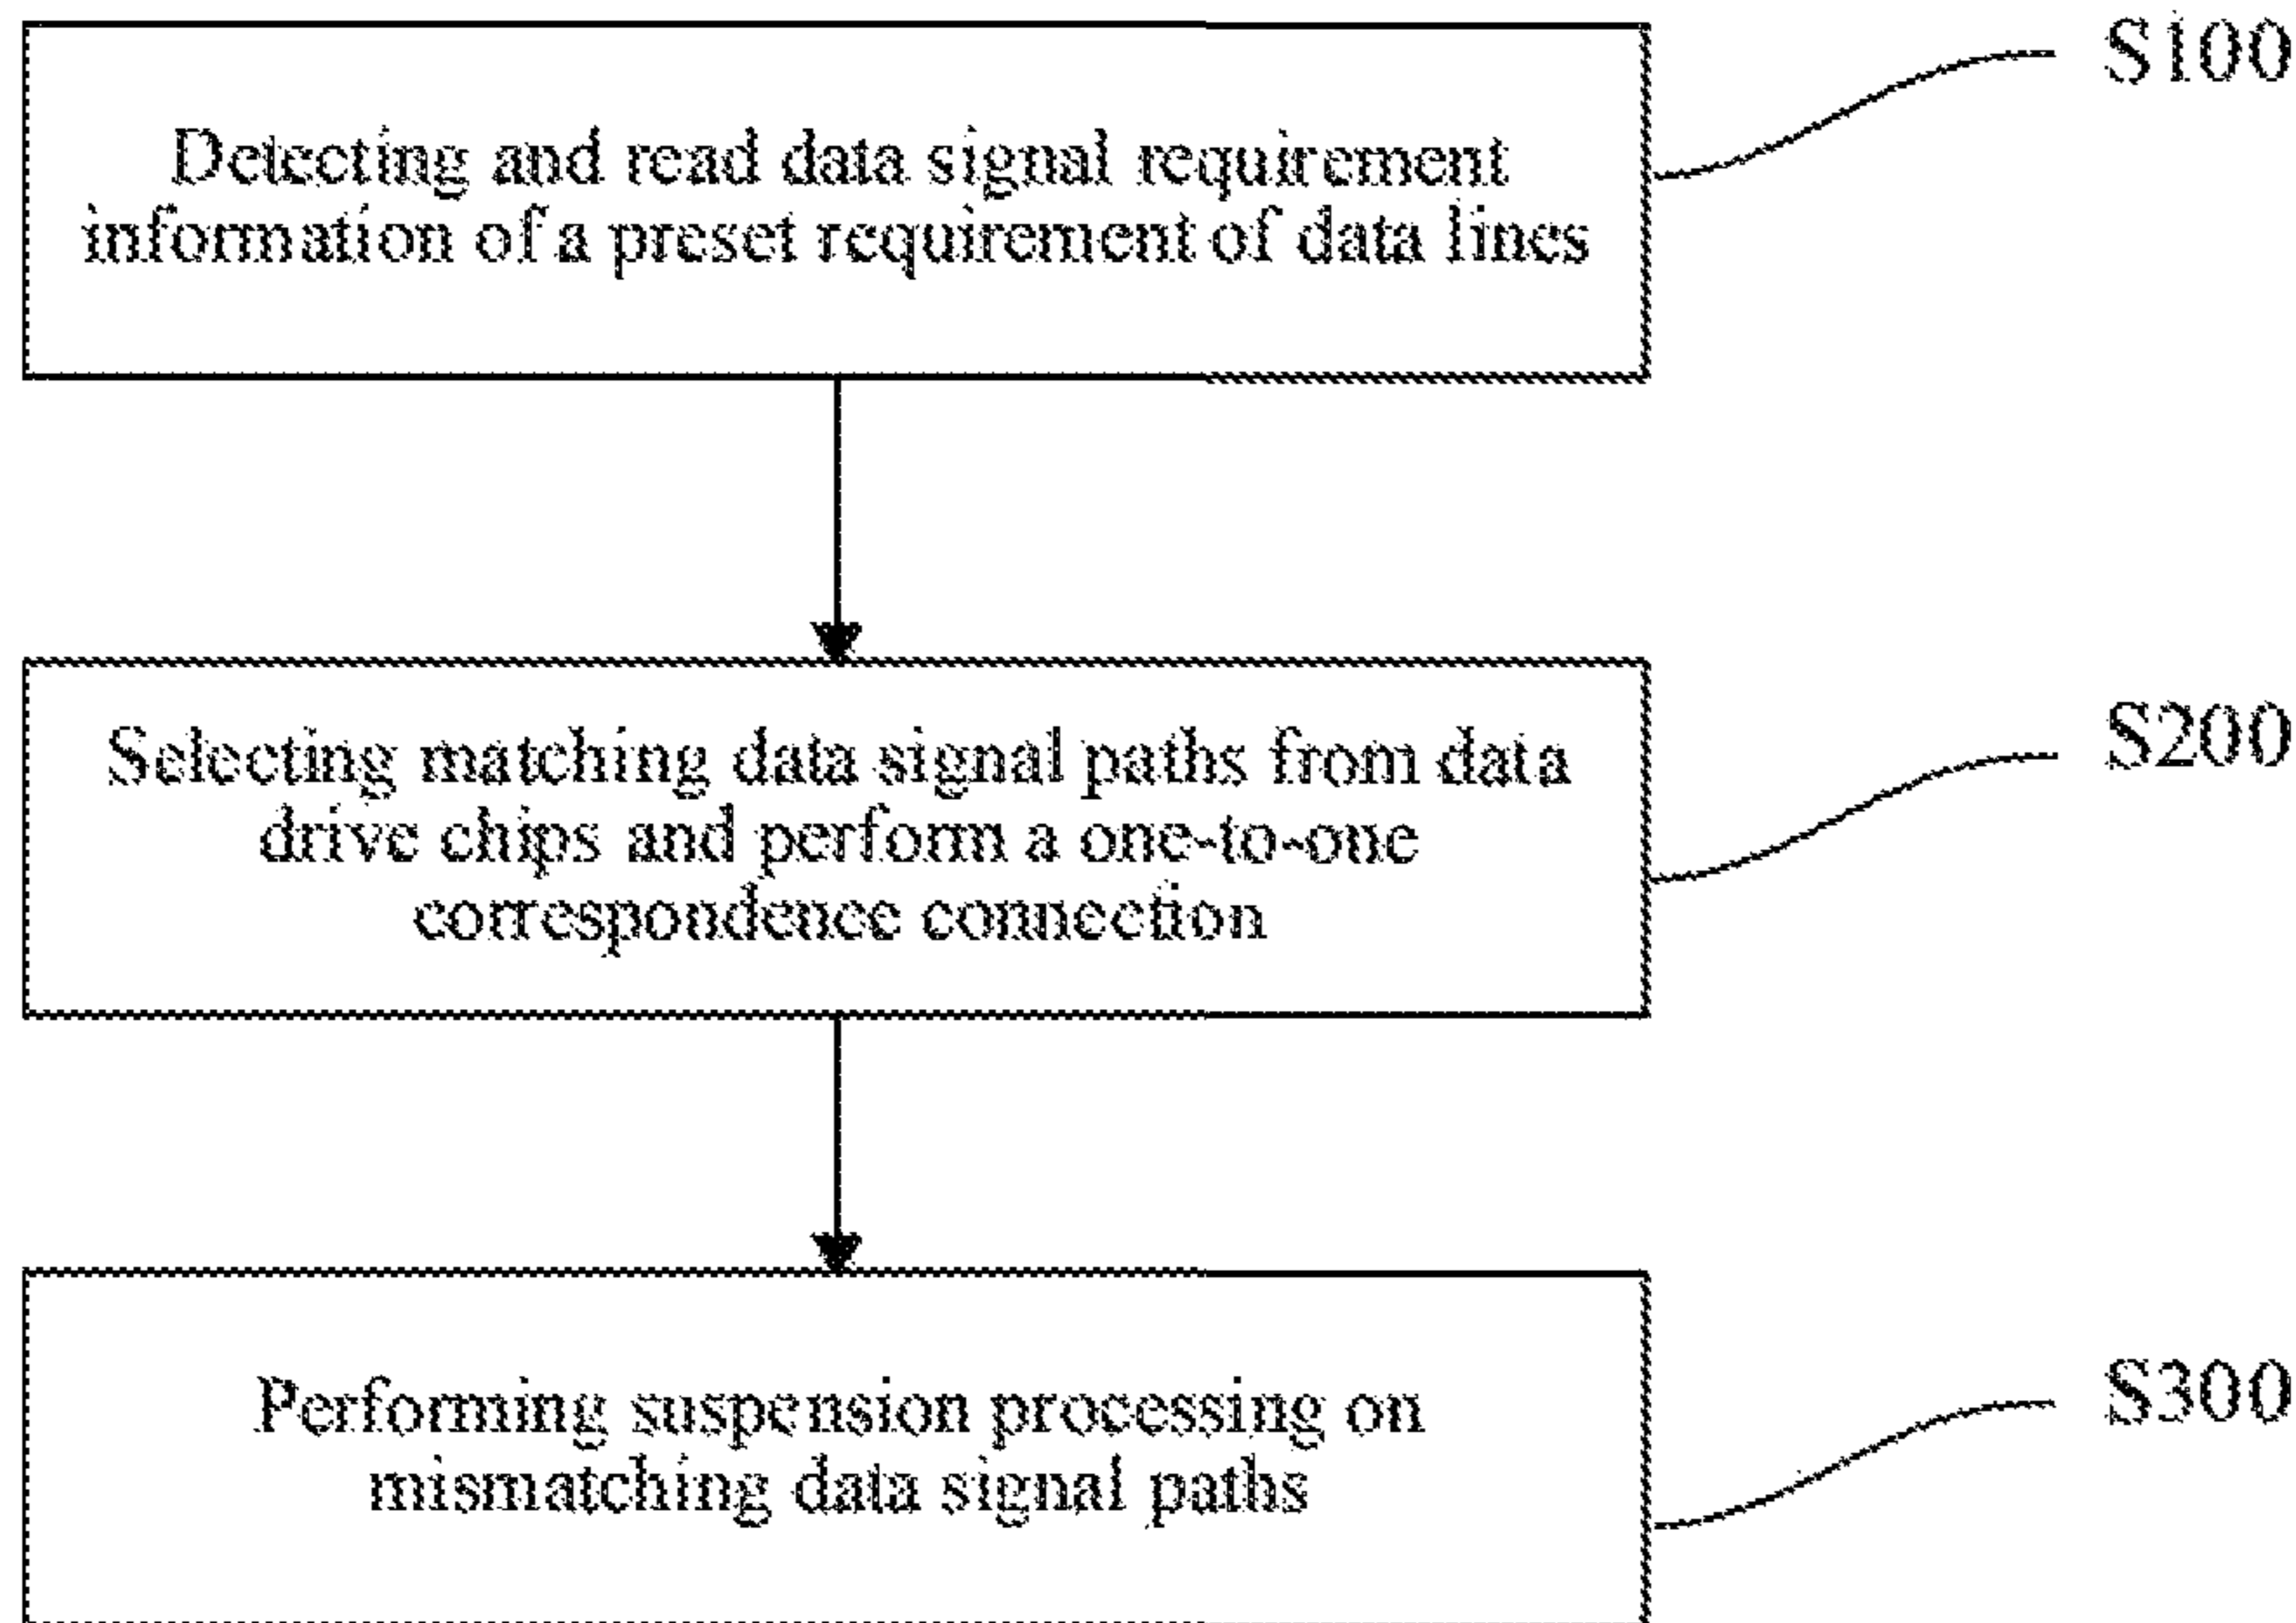 S100
Detecting and read data signal requirement
information of a preset requirement of data lines
S200
Selecting matching data signal paths from data
drive chips and perform a one-to-one
correspondence connection
S300
Performing suspension processing on
mismatching data signal paths